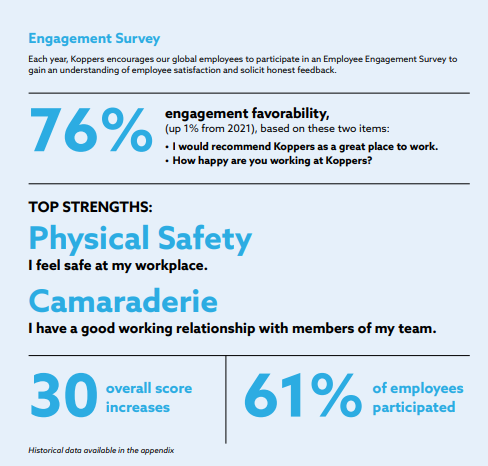 Engagement Survey
Each year, Koppers encourages our global employees to participate in an Employee Engagement Survey to
gain an understanding of employee satisfaction and solicit honest feedback.
76%
engagement favorability,
(up 1% from 2021), based on these two items:
• I would recommend Koppers as a great place to work.
• How happy are you working at Koppers?
TOP STRENGTHS:
Physical Safety
I feel safe at my workplace.
Camaraderie
I have a good working relationship with members of my team.
30
overall score
increases
61%
of employees
participated
Historical data available in the appendix